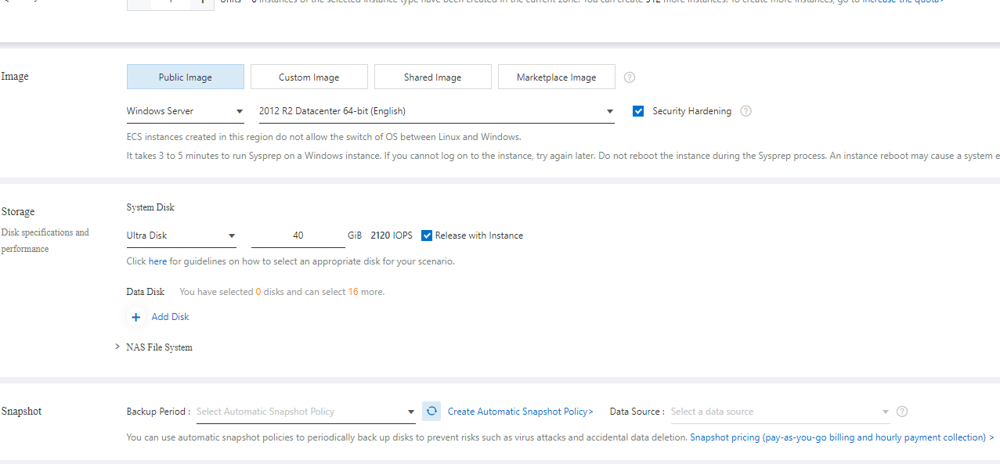 Units 0 instances of the selected instance type have been created in the current zone. You can create 512 more instances. To create more instances, go to increase the quota>
Image
Public Image Custom Image Shared Image Marketplace Image ?
Windows Server 2012 R2 Datacenter 64-bit (English) Security Hardening ?
ECS instances created in this region do not allow the switch of OS between Linux and Windows.
It takes 3 to 5 minutes to run Sysprep on a Windows instance. If you cannot log on to the instance, try again later. Do not reboot the instance during the Sysprep process. An instance reboot may cause a system e
System Disk
Storage
Disk specifications and
performance
Ultra Disk 40 GiB 2120 IOPS Release with Instance
Click here for guidelines on how to select an appropriate disk for your scenario.
Data Disk You have selected 0 disks and can select 16 more.
+ Add Disk
> NAS File System
Snapshot
Backup Period : Select Automatic Snapshot Policy Create Automatic Snapshot Policy> Data Source : Select a data source ?
You can use automatic snapshot policies to periodically back up disks to prevent risks such as virus attacks and accidental data deletion. Snapshot pricing (pay-as-you-go billing and hourly payment collection) >